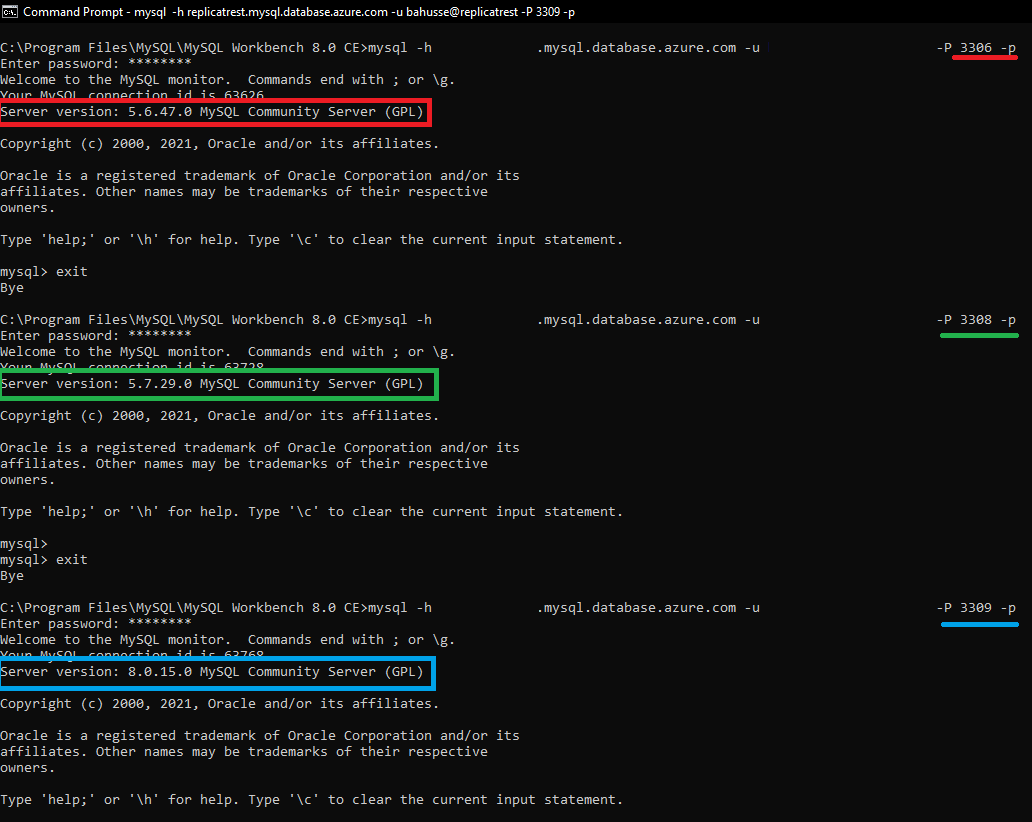 Command Prompt - mysql -h replicatrest.mysql.database.azure.com -u bahusse@replicatrest -P 3309 -p
C:\Program Files\MySQL\MySQL Workbench 8.0 CE>mysql -h .mysql.database.azure.com -u -P 3306 -p
Enter password: ********
Welcome to the MySQL monitor. Commands end with ; or \g.
Your MySQL connection id is 63626
Server version: 5.6.47.0 MySQL Community Server (GPL)
Copyright (c) 2000, 2021, Oracle and/or its affiliates.
Oracle is a registered trademark of Oracle Corporation and/or its
affiliates. Other names may be trademarks of their respective
owners.
Type 'help;' or '\h' for help. Type '\c' to clear the current input statement.
mysql> exit
Bye
C:\Program Files\MySQL\MySQL Workbench 8.0 CE>mysql -h .mysql.database.azure.com -u -P 3308 -p
Enter password: ********
Welcome to the MySQL monitor. Commands end with ; or \g.
Your MySQL connection id is 63728
Server version: 5.7.29.0 MySQL Community Server (GPL)
Copyright (c) 2000, 2021, Oracle and/or its affiliates.
Oracle is a registered trademark of Oracle Corporation and/or its
affiliates. Other names may be trademarks of their respective
owners.
Type 'help;' or '\h' for help. Type '\c' to clear the current input statement.
mysql>
mysql> exit
Bye
C:\Program Files\MySQL\MySQL Workbench 8.0 CE>mysql -h .mysql.database.azure.com -u -P 3309 -p
Enter password: ********
Welcome to the MySQL monitor. Commands end with ; or \g.
Your MySQL connection id is 63768
Server version: 8.0.15.0 MySQL Community Server (GPL)
Copyright (c) 2000, 2021, Oracle and/or its affiliates.
Oracle is a registered trademark of Oracle Corporation and/or its
affiliates. Other names may be trademarks of their respective
owners.
Type 'help;' or '\h' for help. Type '\c' to clear the current input statement.